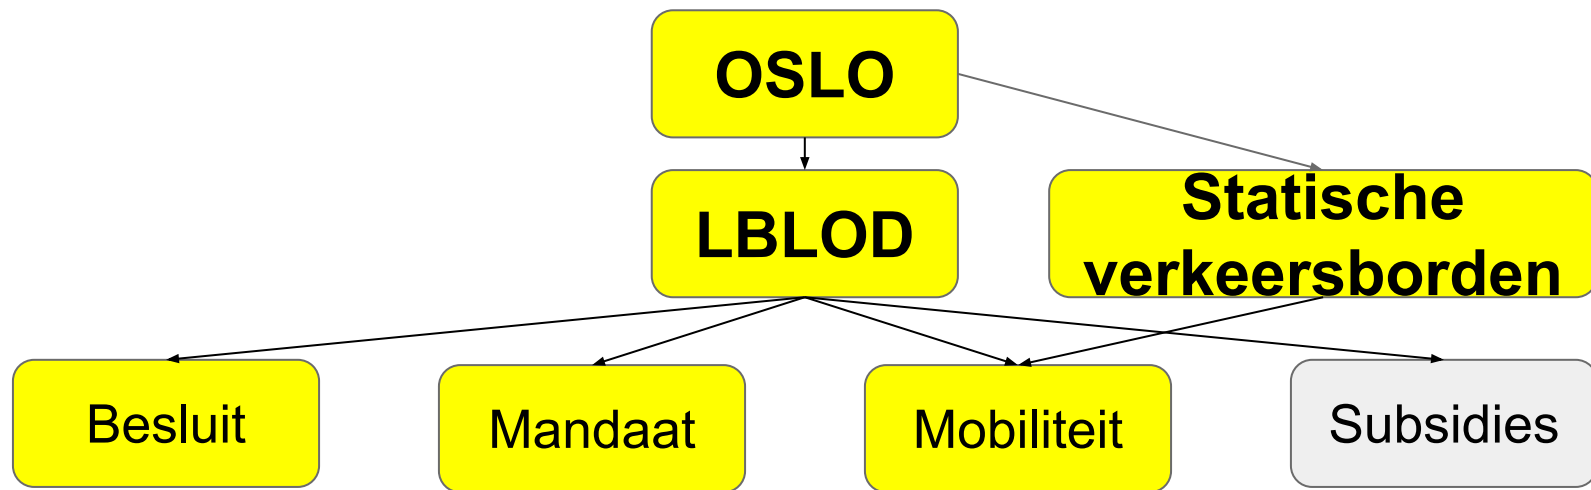 OSLO
LBLOD
Statische
verkeersborden
Besluit
Mandaat
Mobiliteit
Subsidies